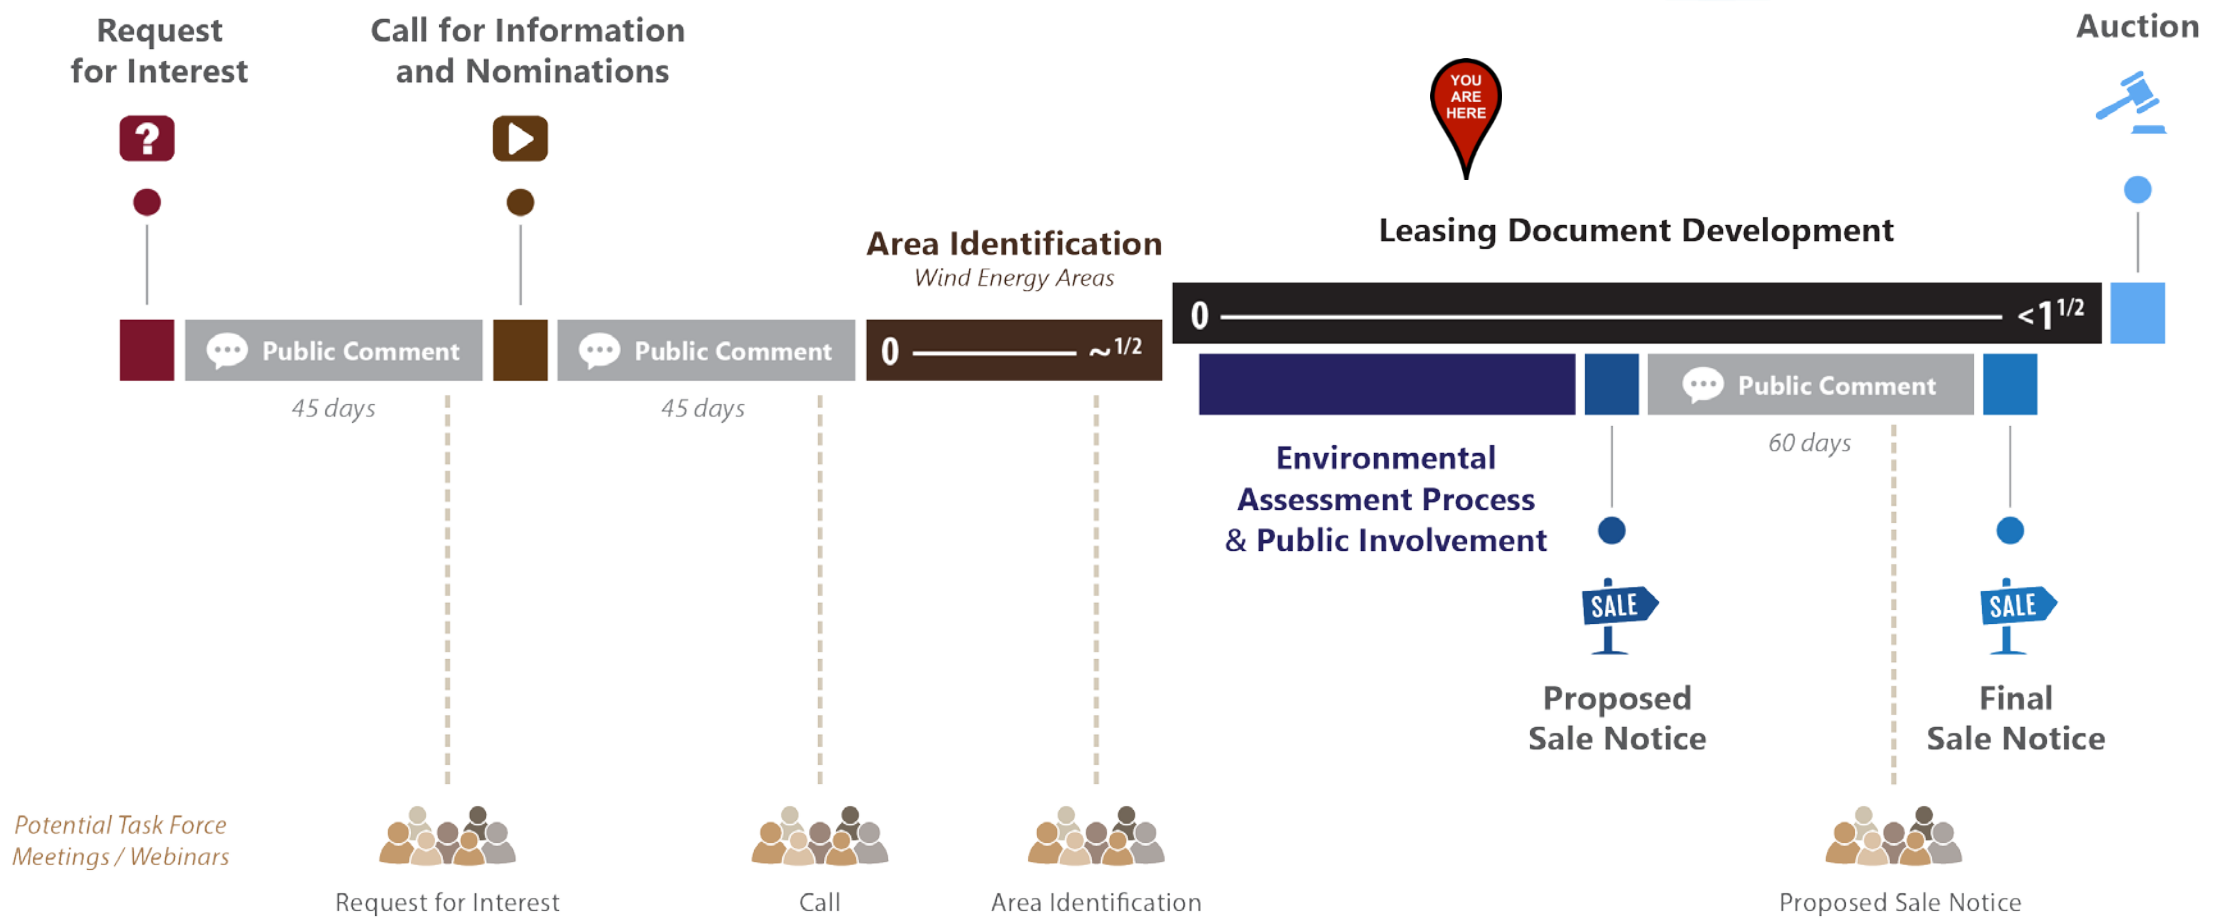 Request
for Interest
Call for Information
and Nominations
YOU
ARE
HERE
Auction
?
Area Identification
Wind Energy Areas
Leasing Document Development
Public Comment
45 days
Public Comment
45 days
0 ~1/2
0 <1 1/2
Public Comment
60 days
Environmental
Assessment Process
& Public Involvement
SALE
Proposed
Sale Notice
SALE
Final
Sale Notice
Potential Task Force
Meetings / Webinars
Request for Interest
Call
Area Identification
Proposed Sale Notice